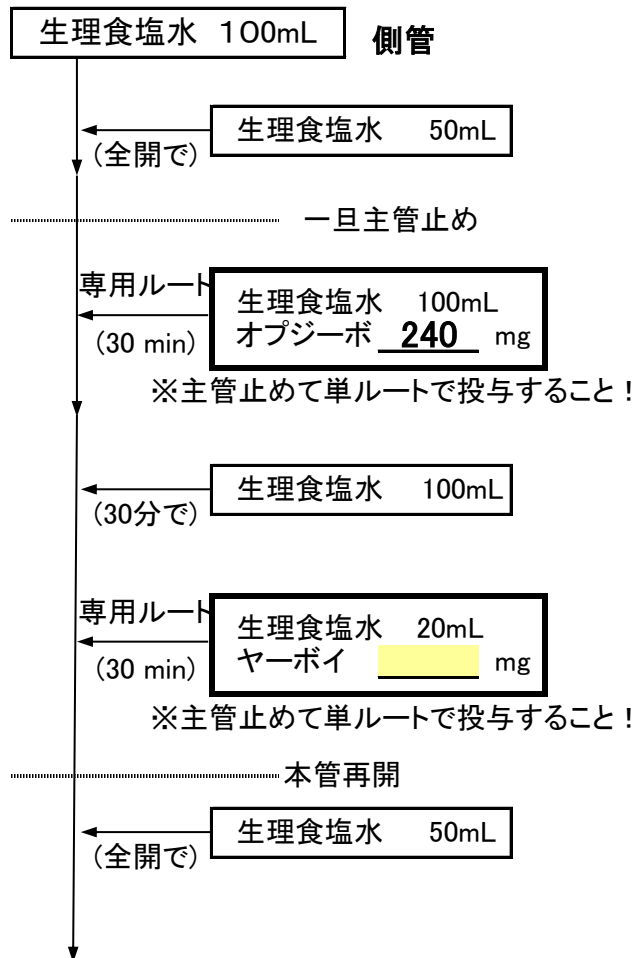 生理食塩水 100mL 側管
生理食塩水 50mL
(全開で)
一旦主管止め
専用ルート
生理食塩水 100mL
(30 min)
オプジーボ 240 mg
※主管止めて単ルートで投与すること！
生理食塩水 100mL
(30分で)
専用ルート
生理食塩水 20mL
(30 min)
ヤーボイ mg
※主管止めて単ルートで投与すること！
本管再開
生理食塩水 50mL
(全開で)